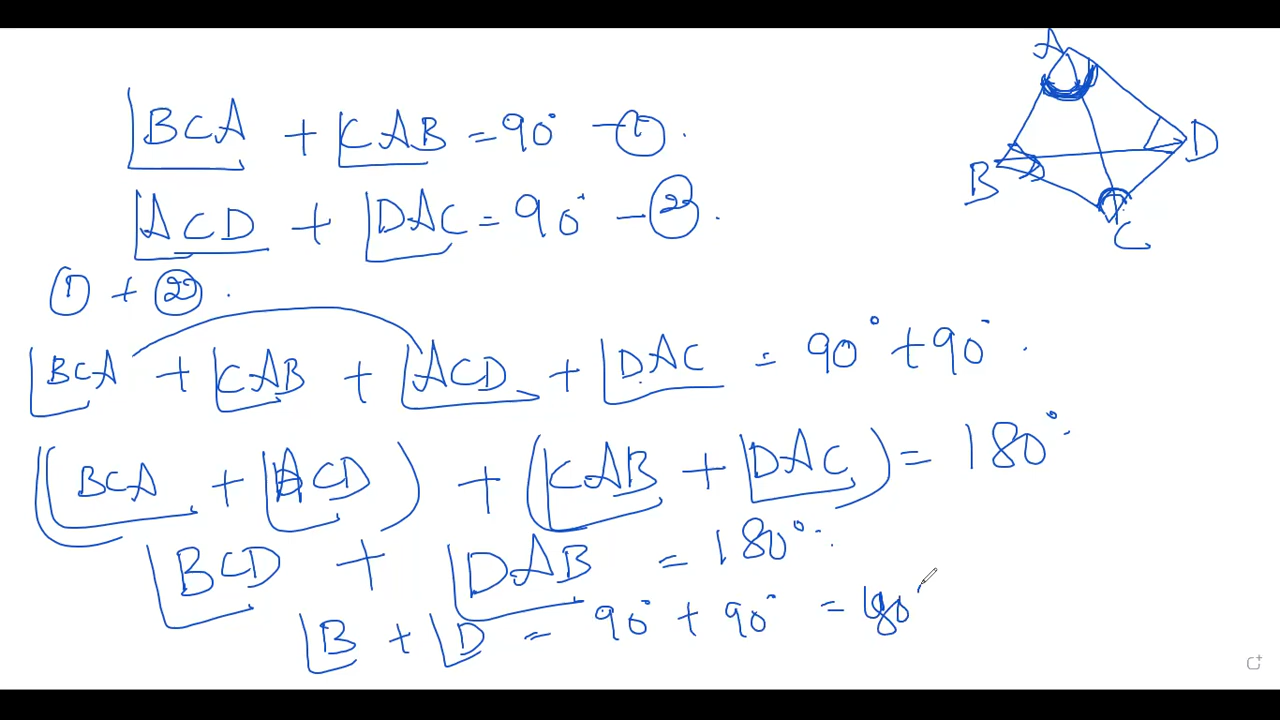 ∠BCA + ∠CAB = 90° - ①.
∠ACD + ∠DAC = 90° - ②.
① + ②.
∠BCA + ∠CAB + ∠ACD + ∠DAC = 90° + 90°.
(∠BCA + ∠ACD) + (∠CAB + ∠DAC) = 180°.
∠BCD + ∠DAB = 180°.
∠B + ∠D = 90° + 90° = 180°
A
D
B
C